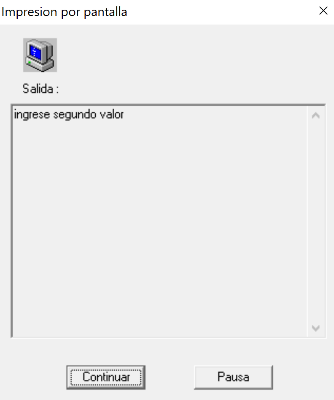 Impresion por pantalla
Salida :
ingrese segundo valor
Continuar
Pausa